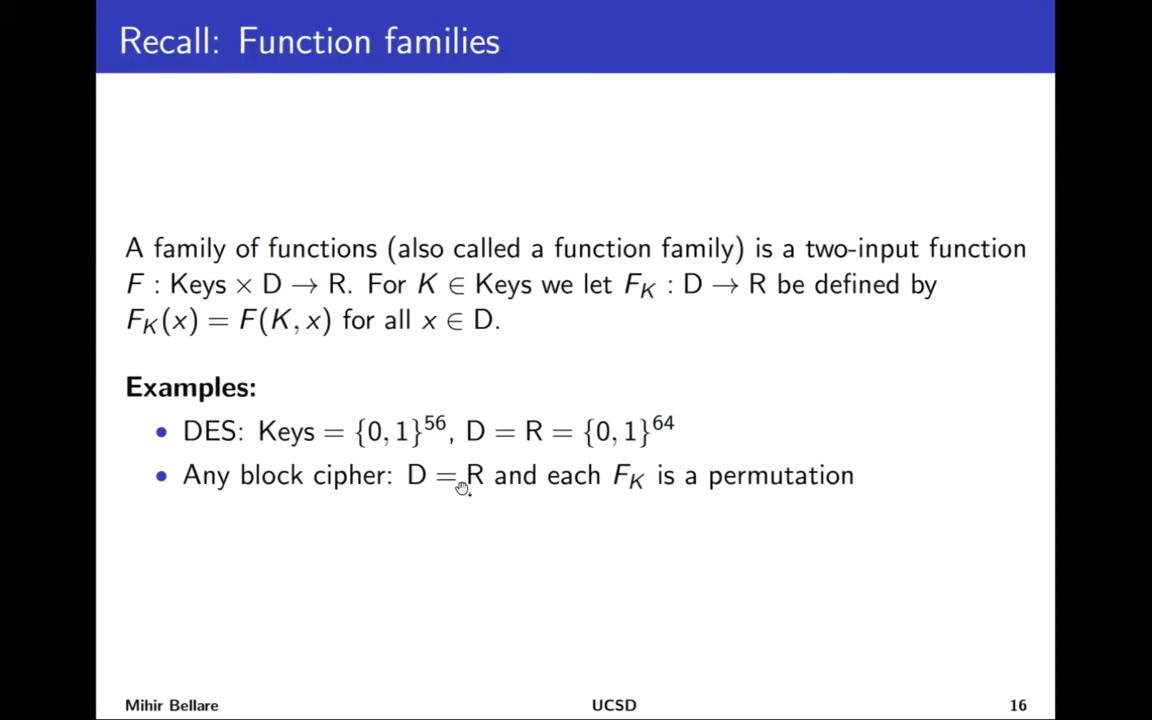 Recall: Function families
A family of functions (also called a function family) is a two-input function
F : Keys × D → R. For K ∈ Keys we let F_K : D → R be defined by
F_K(x) = F(K, x) for all x ∈ D.
Examples:
• DES: Keys = {0, 1}^56, D = R = {0, 1}^64
• Any block cipher: D = R and each F_K is a permutation
Mihir Bellare UCSD 16